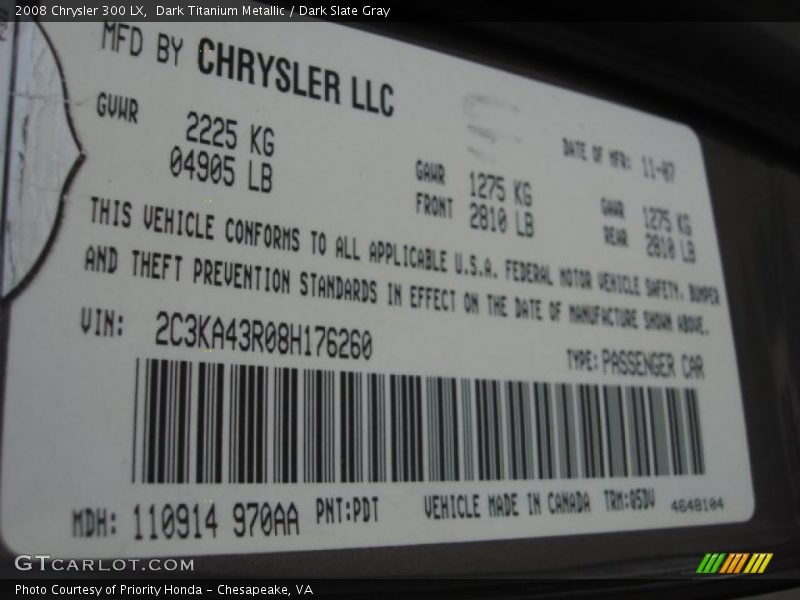 2008 Chrysler 300 LX, Dark Titanium Metallic / Dark Slate Gray
MFD BY CHRYSLER LLC
GVWR
2225 KG
04905 LB
DATE OF MFR: 11-07
GAWR 1275 KG
FRONT 2810 LB
GAWR 1275 KG
REAR 2810 LB
THIS VEHICLE CONFORMS TO ALL APPLICABLE U.S.A. FEDERAL MOTOR VEHICLE SAFETY, BUMPER
AND THEFT PREVENTION STANDARDS IN EFFECT ON THE DATE OF MANUFACTURE SHOWN ABOVE.
VIN: 2C3KA43R08H176260
TYPE: PASSENGER CAR
MDH: 110914 970AA PNT:PDT VEHICLE MADE IN CANADA TRM:05DV 4648104
GTCARLOT.COM
Photo Courtesy of Priority Honda - Chesapeake, VA